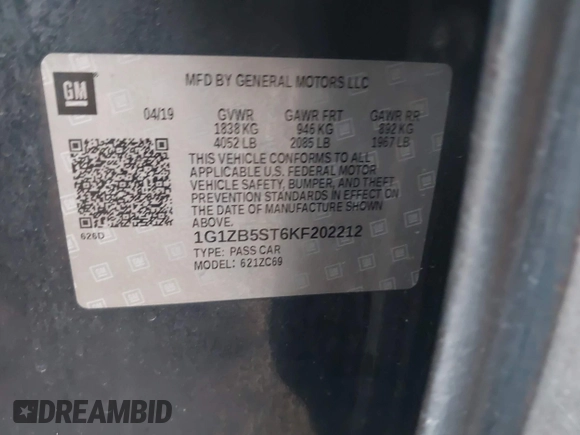 MFD BY GENERAL MOTORS LLC
GM
04/19 GVWR GAWR FRT GAWR RR
1838 KG 946 KG 892 KG
4052 LB 2085 LB 1967 LB
THIS VEHICLE CONFORMS TO ALL
APPLICABLE U.S. FEDERAL MOTOR
VEHICLE SAFETY, BUMPER, AND THEFT
PREVENTION STANDARDS IN EFFECT ON
THE DATE OF MANUFACTURE SHOWN
ABOVE.
626D
1G1ZB5ST6KF202212
TYPE: PASS CAR
MODEL: 621ZC69
DREAMBID